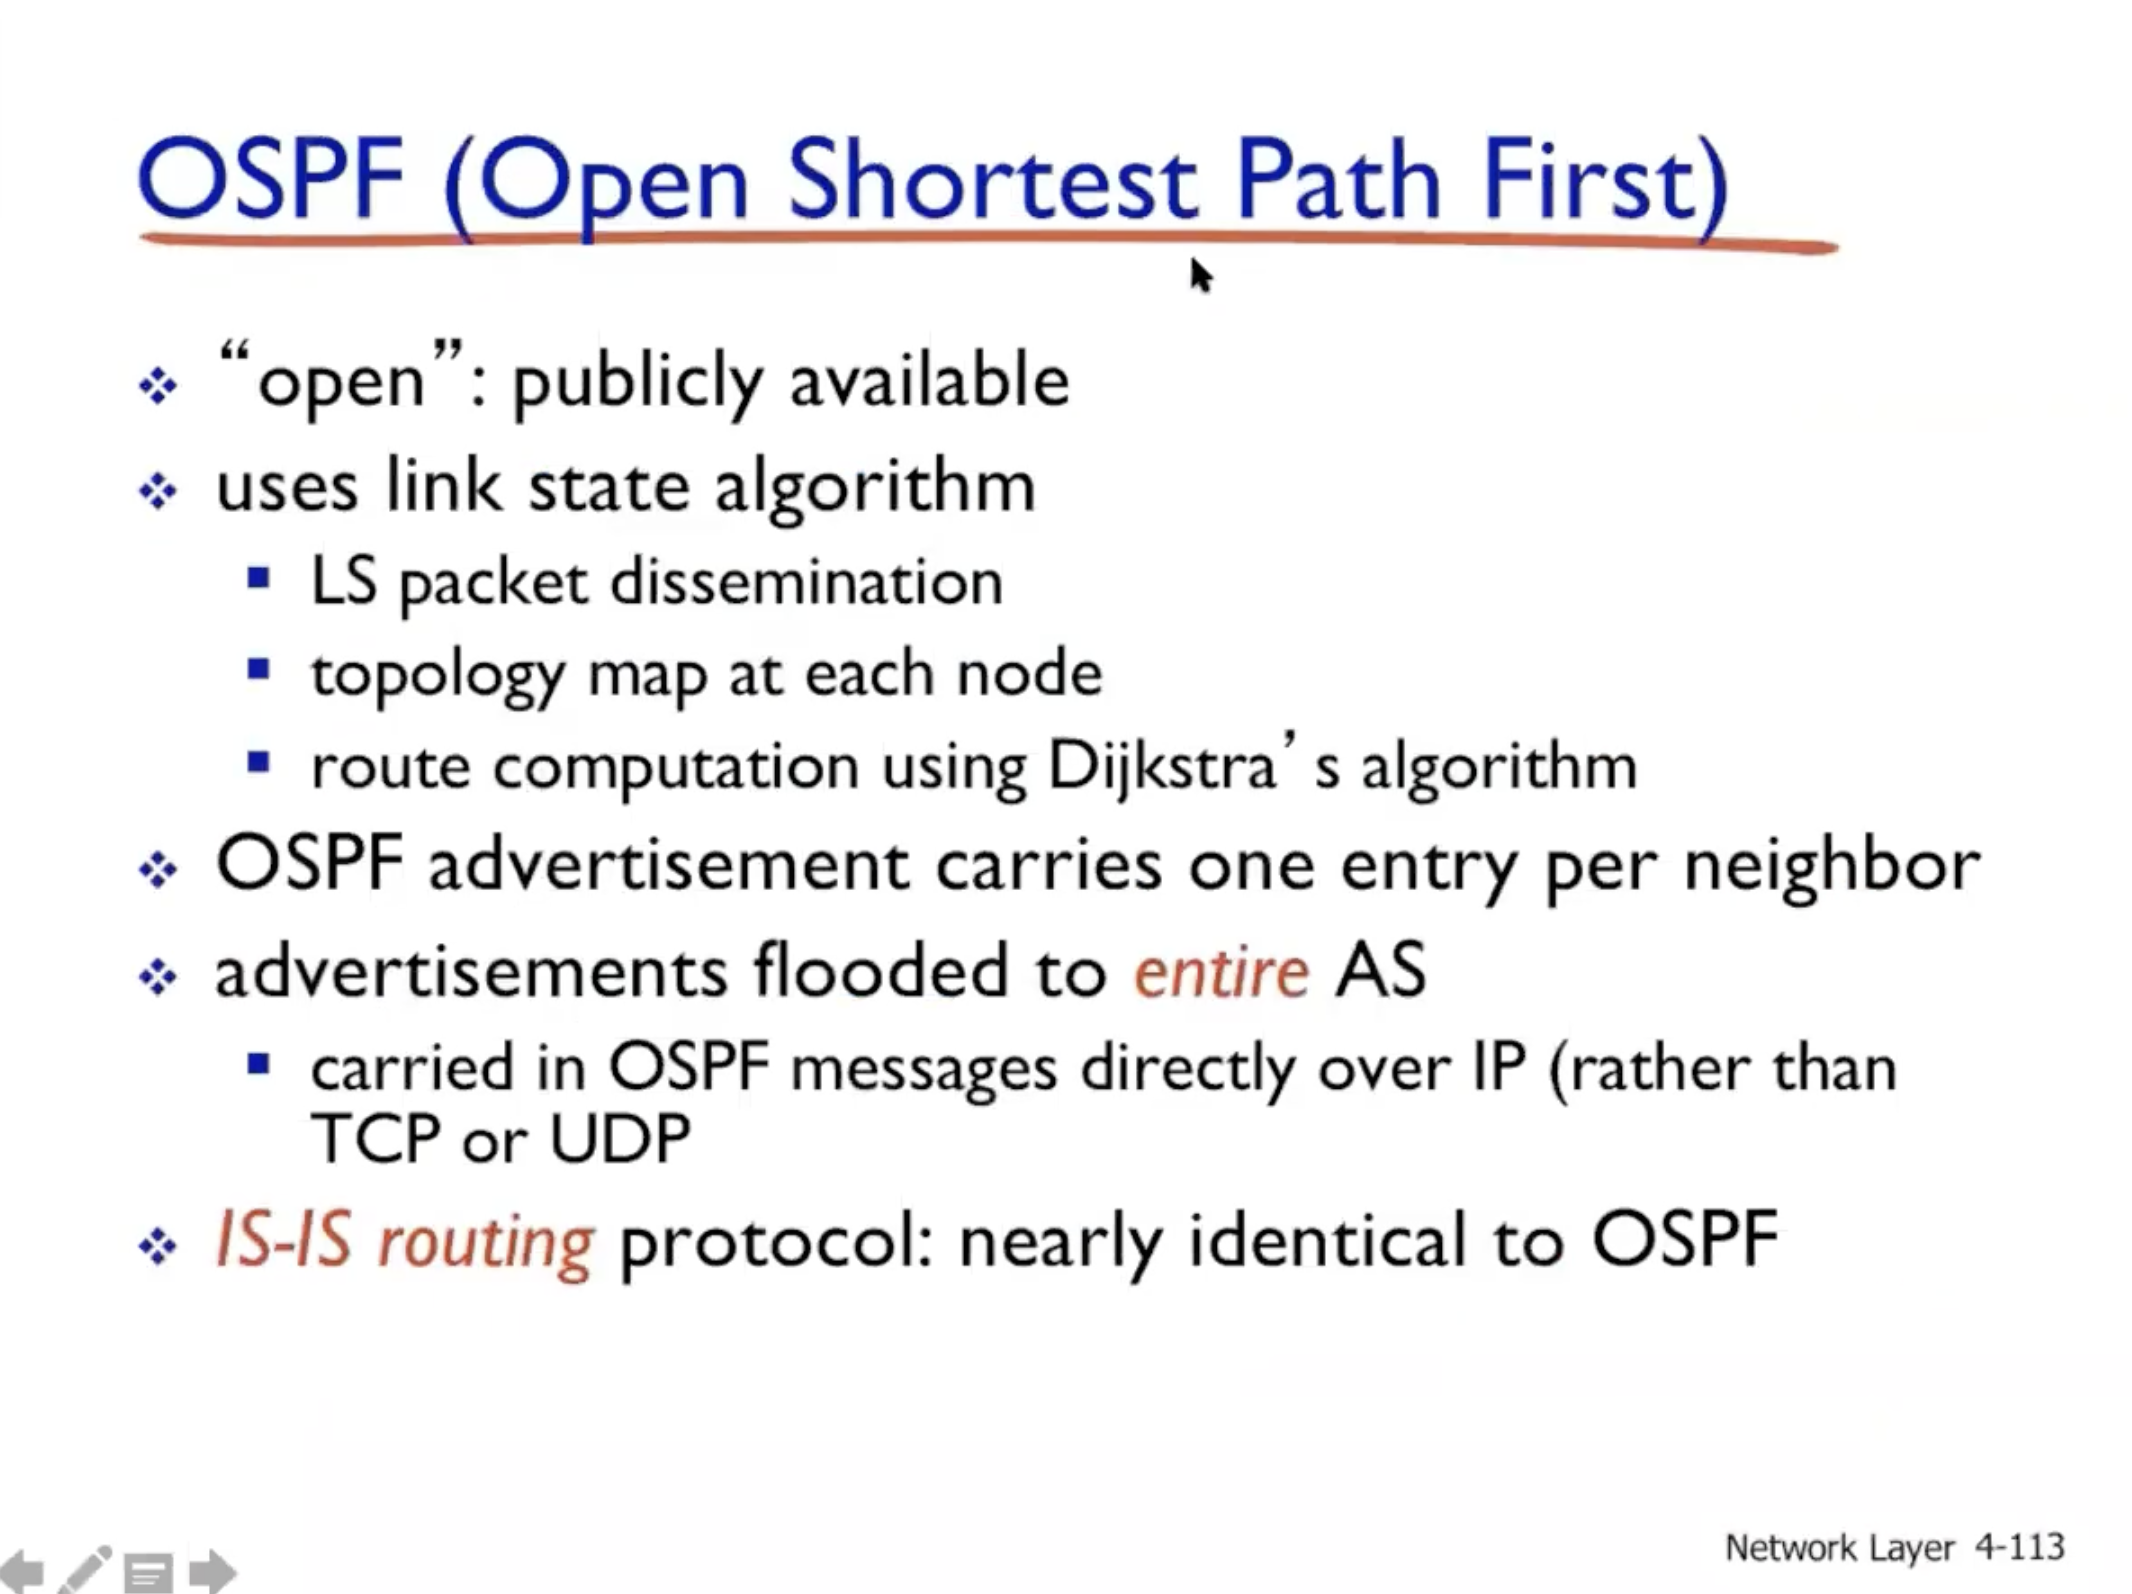 OSPF (Open Shortest Path First)
“open”: publicly available
uses link state algorithm
LS packet dissemination
topology map at each node
route computation using Dijkstra’s algorithm
OSPF advertisement carries one entry per neighbor
advertisements flooded to entire AS
carried in OSPF messages directly over IP (rather than
TCP or UDP
IS-IS routing protocol: nearly identical to OSPF
Network Layer 4-113